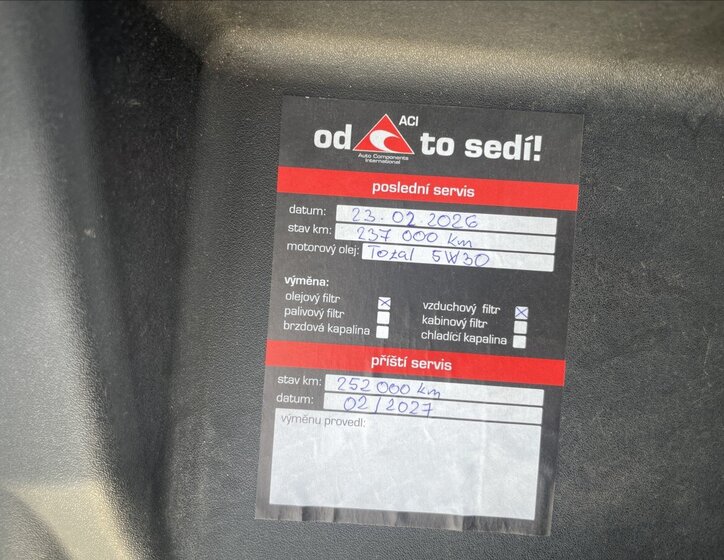 ACI
od to sedí!
Auto Components
International
poslední servis
datum: 23.02.2026
stav km: 237 000 km
motorový olej: Total 5W30
výměna:
olejový filtr
palivový filtr
brzdová kapalina
vzduchový filtr
kabinový filtr
chladící kapalina
příští servis
stav km: 252 000 km
datum: 02/2027
výměnu provedl: